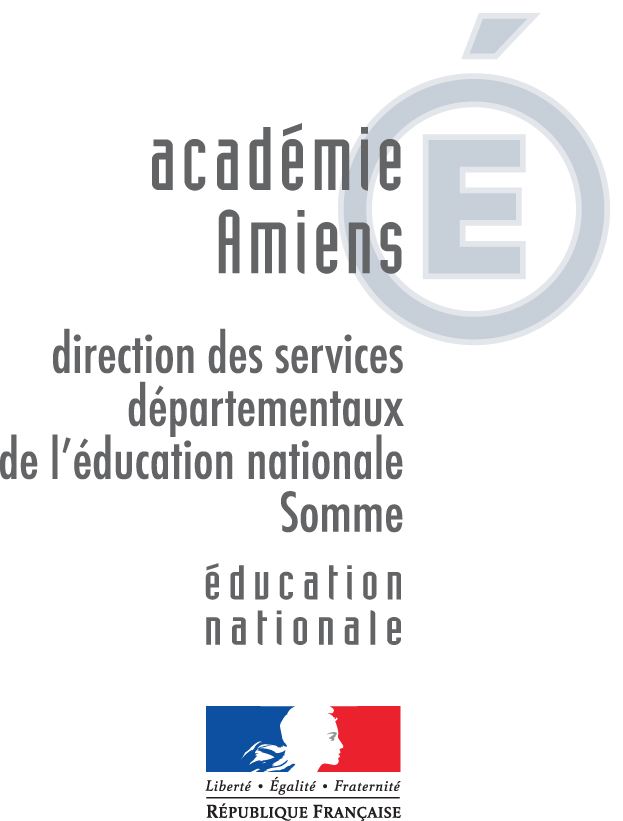 É
académie
Amiens
direction des services
départementaux
de l'éducation nationale
Somme
éducation
nationale
Liberté • Égalité • Fraternité
RÉPUBLIQUE FRANÇAISE